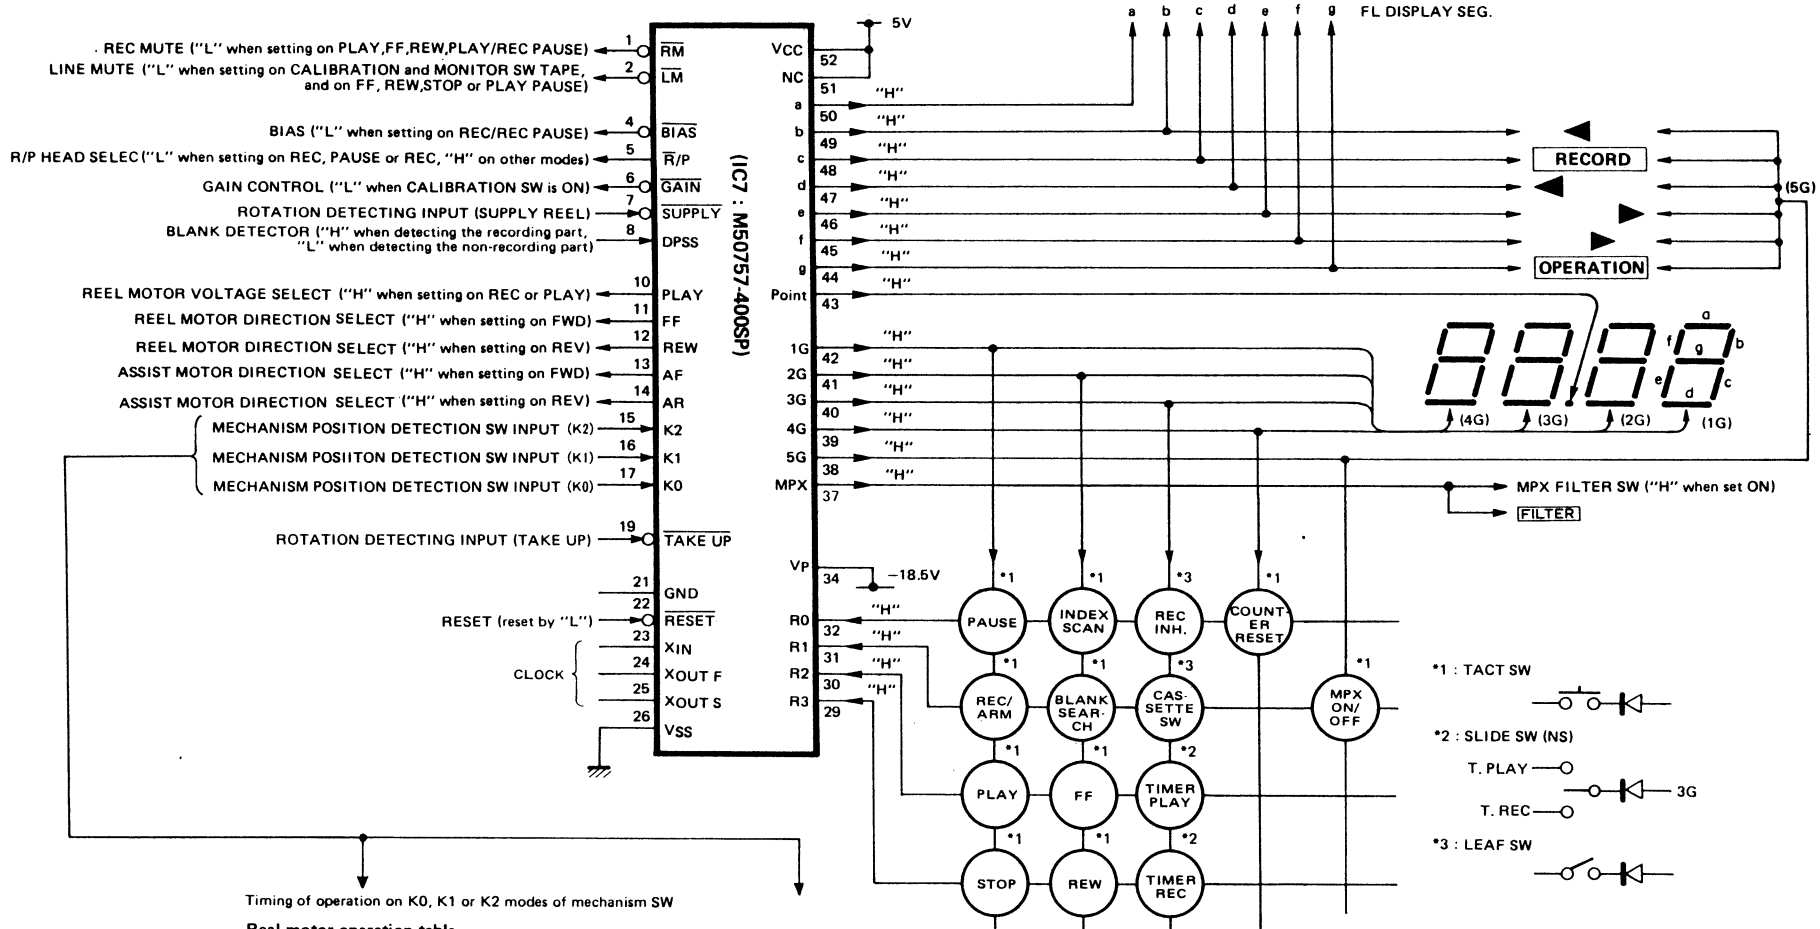 a b c d e f g FL DISPLAY SEG.
5V
. REC MUTE ("L" when setting on PLAY,FF,REW,PLAY/REC PAUSE) 1 RM
LINE MUTE ("L" when setting on CALIBRATION and MONITOR SW TAPE, 2 LM
and on FF, REW,STOP or PLAY PAUSE)
BIAS ("L" when setting on REC/REC PAUSE) 4 BIAS
R/P HEAD SELEC("L" when setting on REC, PAUSE or REC, "H" on other modes) 5 R/P
GAIN CONTROL ("L" when CALIBRATION SW is ON) 6 GAIN
ROTATION DETECTING INPUT (SUPPLY REEL) 7 SUPPLY
BLANK DETECTOR ("H" when detecting the recording part, 8 DPSS
"L" when detecting the non-recording part)
REEL MOTOR VOLTAGE SELECT ("H" when setting on REC or PLAY) 10 PLAY
REEL MOTOR DIRECTION SELECT ("H" when setting on FWD) 11 FF
REEL MOTOR DIRECTION SELECT ("H" when setting on REV) 12 REW
ASSIST MOTOR DIRECTION SELECT ("H" when setting on FWD) 13 AF
ASSIST MOTOR DIRECTION SELECT ("H" when setting on REV) 14 AR
MECHANISM POSITION DETECTION SW INPUT (K2) 15 K2
MECHANISM POSIITON DETECTION SW INPUT (K1) 16 K1
MECHANISM POSITION DETECTION SW INPUT (K0) 17 K0
ROTATION DETECTING INPUT (TAKE UP) 19 TAKE UP
21 GND
RESET (reset by "L") 22 RESET
23 XIN
CLOCK 24 XOUT F
25 XOUT S
26 VSS
(IC7 : M50757-400SP)
VCC 52
NC 51
a 50 "H"
b 49 "H"
c 48 "H"
d 47 "H"
e 46 "H"
f 45 "H"
g 44 "H"
Point 43 "H"
1G 42 "H"
2G 41 "H"
3G 40 "H"
4G 39 "H"
5G 38 "H"
MPX 37 "H"
VP 34 −18.5V
R0 32 "H"
R1 31 "H"
R2 30 "H"
R3 29 "H"
RECORD
(5G)
OPERATION
a
f g b
e d c
(4G) (3G) (2G) (1G)
MPX FILTER SW ("H" when set ON)
FILTER
*1 *1 *3 *1
PAUSE
INDEX
SCAN
REC
INH.
COUNT-
ER
RESET
*1 *1 *3 *1
REC/
ARM
BLANK
SEAR-
CH
CAS-
SETTE
SW
MPX
ON/
OFF
*1 *1 *2
PLAY
FF
TIMER
PLAY
*1 *1 *2
STOP
REW
TIMER
REC
*1 : TACT SW
*2 : SLIDE SW (NS)
T. PLAY
3G
T. REC
*3 : LEAF SW
Timing of operation on K0, K1 or K2 modes of mechanism SW
Reel motor operation table